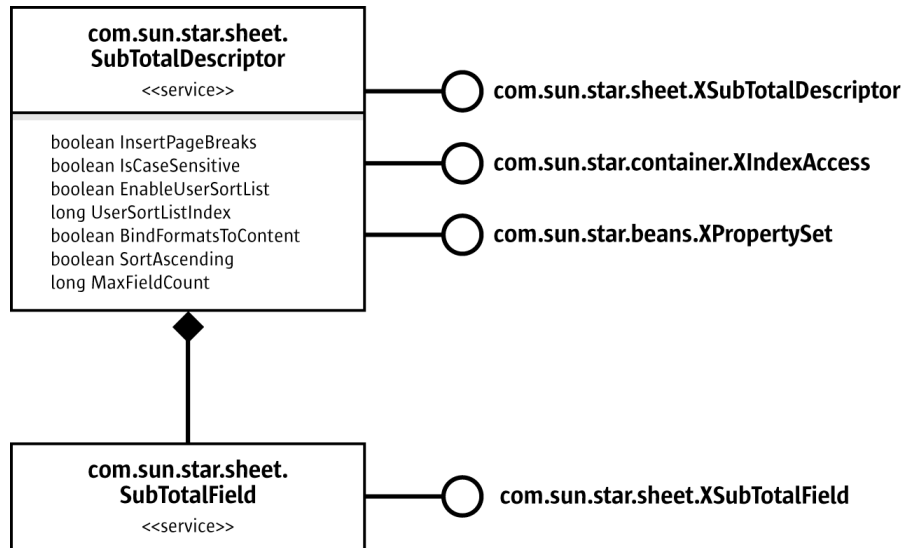 com.sun.star.sheet.
SubTotalDescriptor
<<service>>
com.sun.star.sheet.XSubTotalDescriptor
boolean InsertPageBreaks
boolean IsCaseSensitive
boolean EnableUserSortList
long UserSortListIndex
boolean BindFormatsToContent
boolean SortAscending
long MaxFieldCount
com.sun.star.container.XIndexAccess
com.sun.star.beans.XPropertySet
com.sun.star.sheet.
SubTotalField
<<service>>
com.sun.star.sheet.XSubTotalField